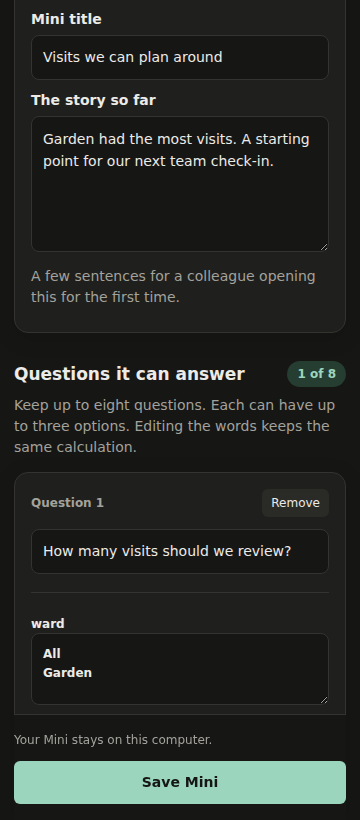 Mini title
Visits we can plan around
The story so far
Garden had the most visits. A starting
point for our next team check-in.
A few sentences for a colleague opening
this for the first time.
Questions it can answer
1 of 8
Keep up to eight questions. Each can have up
to three options. Editing the words keeps the
same calculation.
Question 1
Remove
How many visits should we review?
ward
All
Garden
Your Mini stays on this computer.
Save Mini